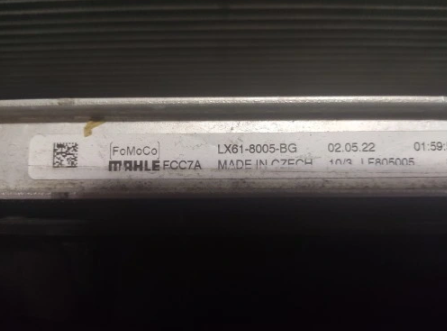 FoMoCo LX61-8005-BG 02.05.22 01:59:
MAHLE FCC7A MADE IN CZECH 10/3 LF805005